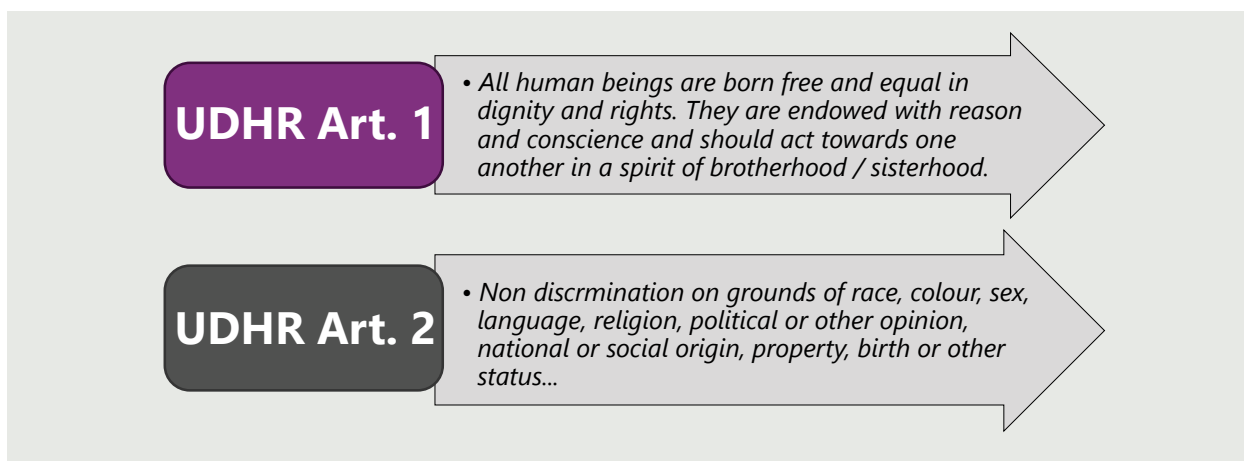 UDHR Art. 1
• All human beings are born free and equal in
dignity and rights. They are endowed with reason
and conscience and should act towards one
another in a spirit of brotherhood / sisterhood.
UDHR Art. 2
• Non discrmination on grounds of race, colour, sex,
language, religion, political or other opinion,
national or social origin, property, birth or other
status...